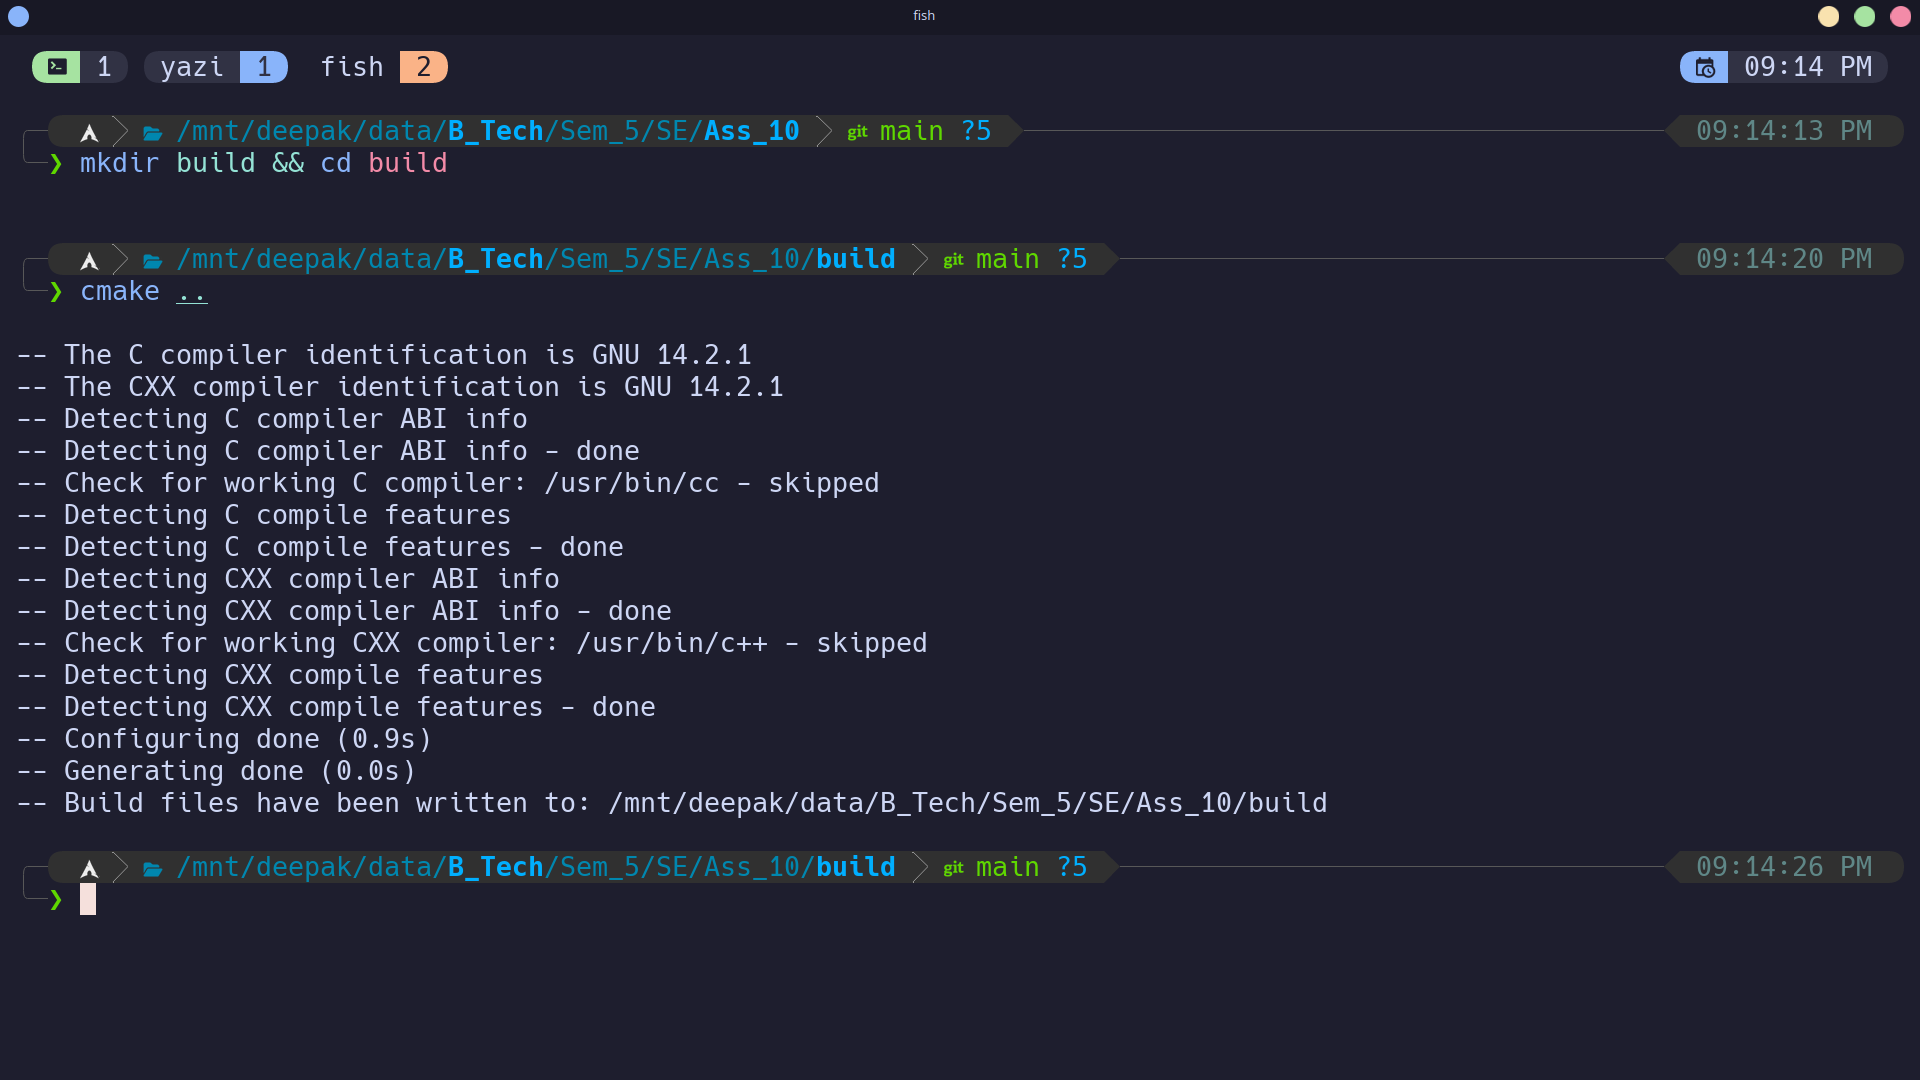 fish
1 yazi 1 fish 2 09:14 PM
/mnt/deepak/data/B_Tech/Sem_5/SE/Ass_10 git main ?5 09:14:13 PM
❯ mkdir build && cd build
/mnt/deepak/data/B_Tech/Sem_5/SE/Ass_10/build git main ?5 09:14:20 PM
❯ cmake ..
-- The C compiler identification is GNU 14.2.1
-- The CXX compiler identification is GNU 14.2.1
-- Detecting C compiler ABI info
-- Detecting C compiler ABI info - done
-- Check for working C compiler: /usr/bin/cc - skipped
-- Detecting C compile features
-- Detecting C compile features - done
-- Detecting CXX compiler ABI info
-- Detecting CXX compiler ABI info - done
-- Check for working CXX compiler: /usr/bin/c++ - skipped
-- Detecting CXX compile features
-- Detecting CXX compile features - done
-- Configuring done (0.9s)
-- Generating done (0.0s)
-- Build files have been written to: /mnt/deepak/data/B_Tech/Sem_5/SE/Ass_10/build
/mnt/deepak/data/B_Tech/Sem_5/SE/Ass_10/build git main ?5 09:14:26 PM
❯